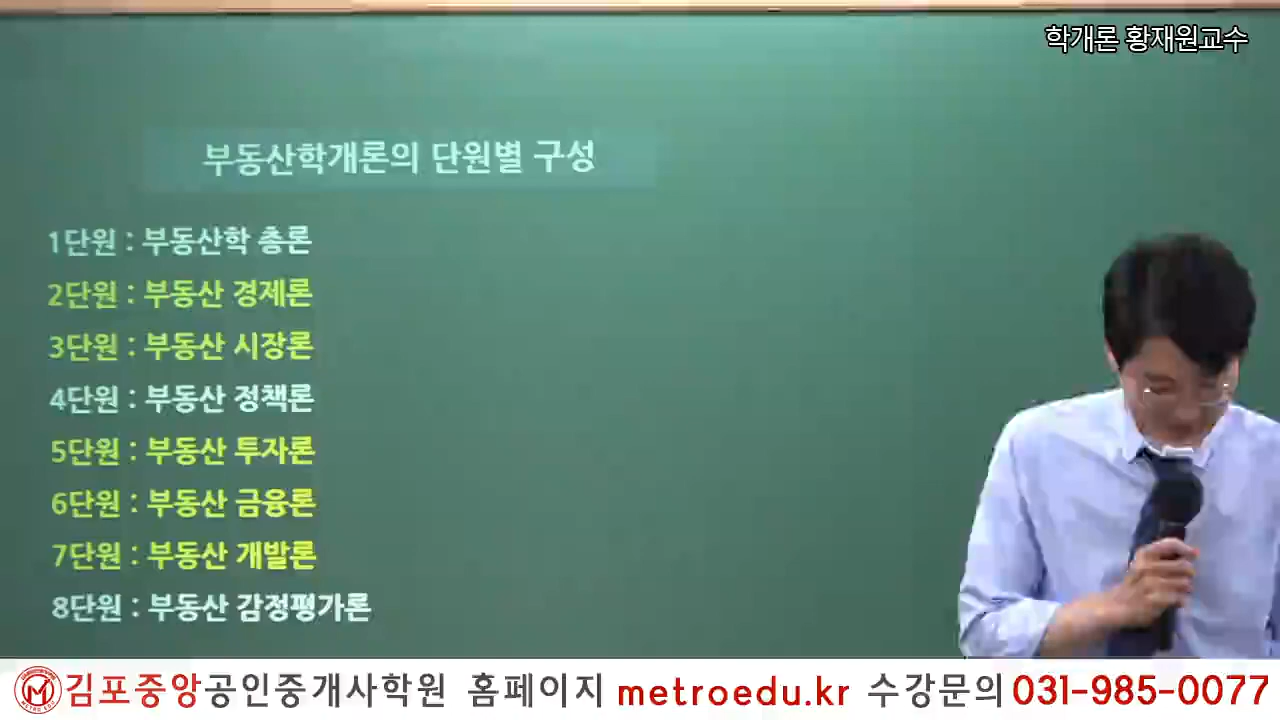 학개론 황재원교수
부동산학개론의 단원별 구성
1단원 : 부동산학 총론
2단원 : 부동산 경제론
3단원 : 부동산 시장론
4단원 : 부동산 정책론
5단원 : 부동산 투자론
6단원 : 부동산 금융론
7단원 : 부동산 개발론
8단원 : 부동산 감정평가론
김포중앙공인중개사학원 홈페이지 metroedu.kr 수강문의 031-985-0077